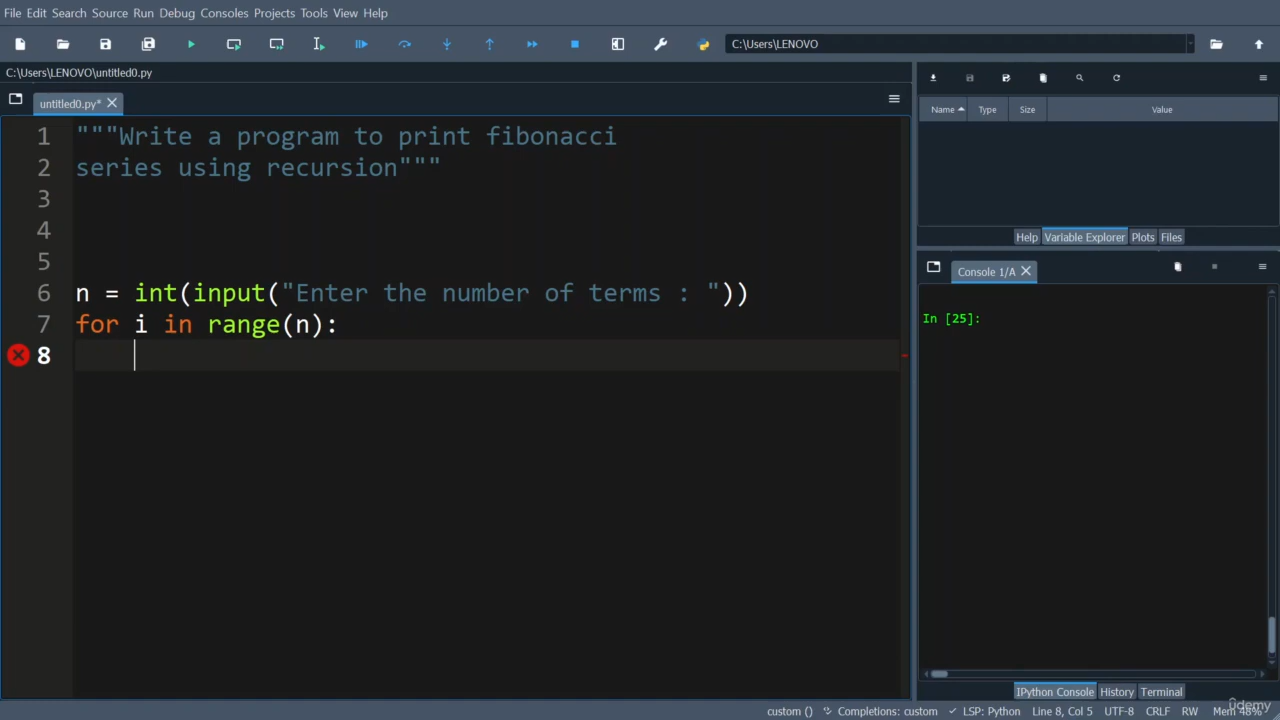 File Edit Search Source Run Debug Consoles Projects Tools View Help
C:\Users\LENOVO
C:\Users\LENOVO\untitled0.py
untitled0.py*
1 """Write a program to print fibonacci
2 series using recursion"""
3
4
5
6 n = int(input("Enter the number of terms : "))
7 for i in range(n):
8
Name Type Size Value
Help Variable Explorer Plots Files
Console 1/A
In [25]:
IPython Console History Terminal
custom () Completions: custom LSP: Python Line 8, Col 5 UTF-8 CRLF RW Mem 48%
udemy